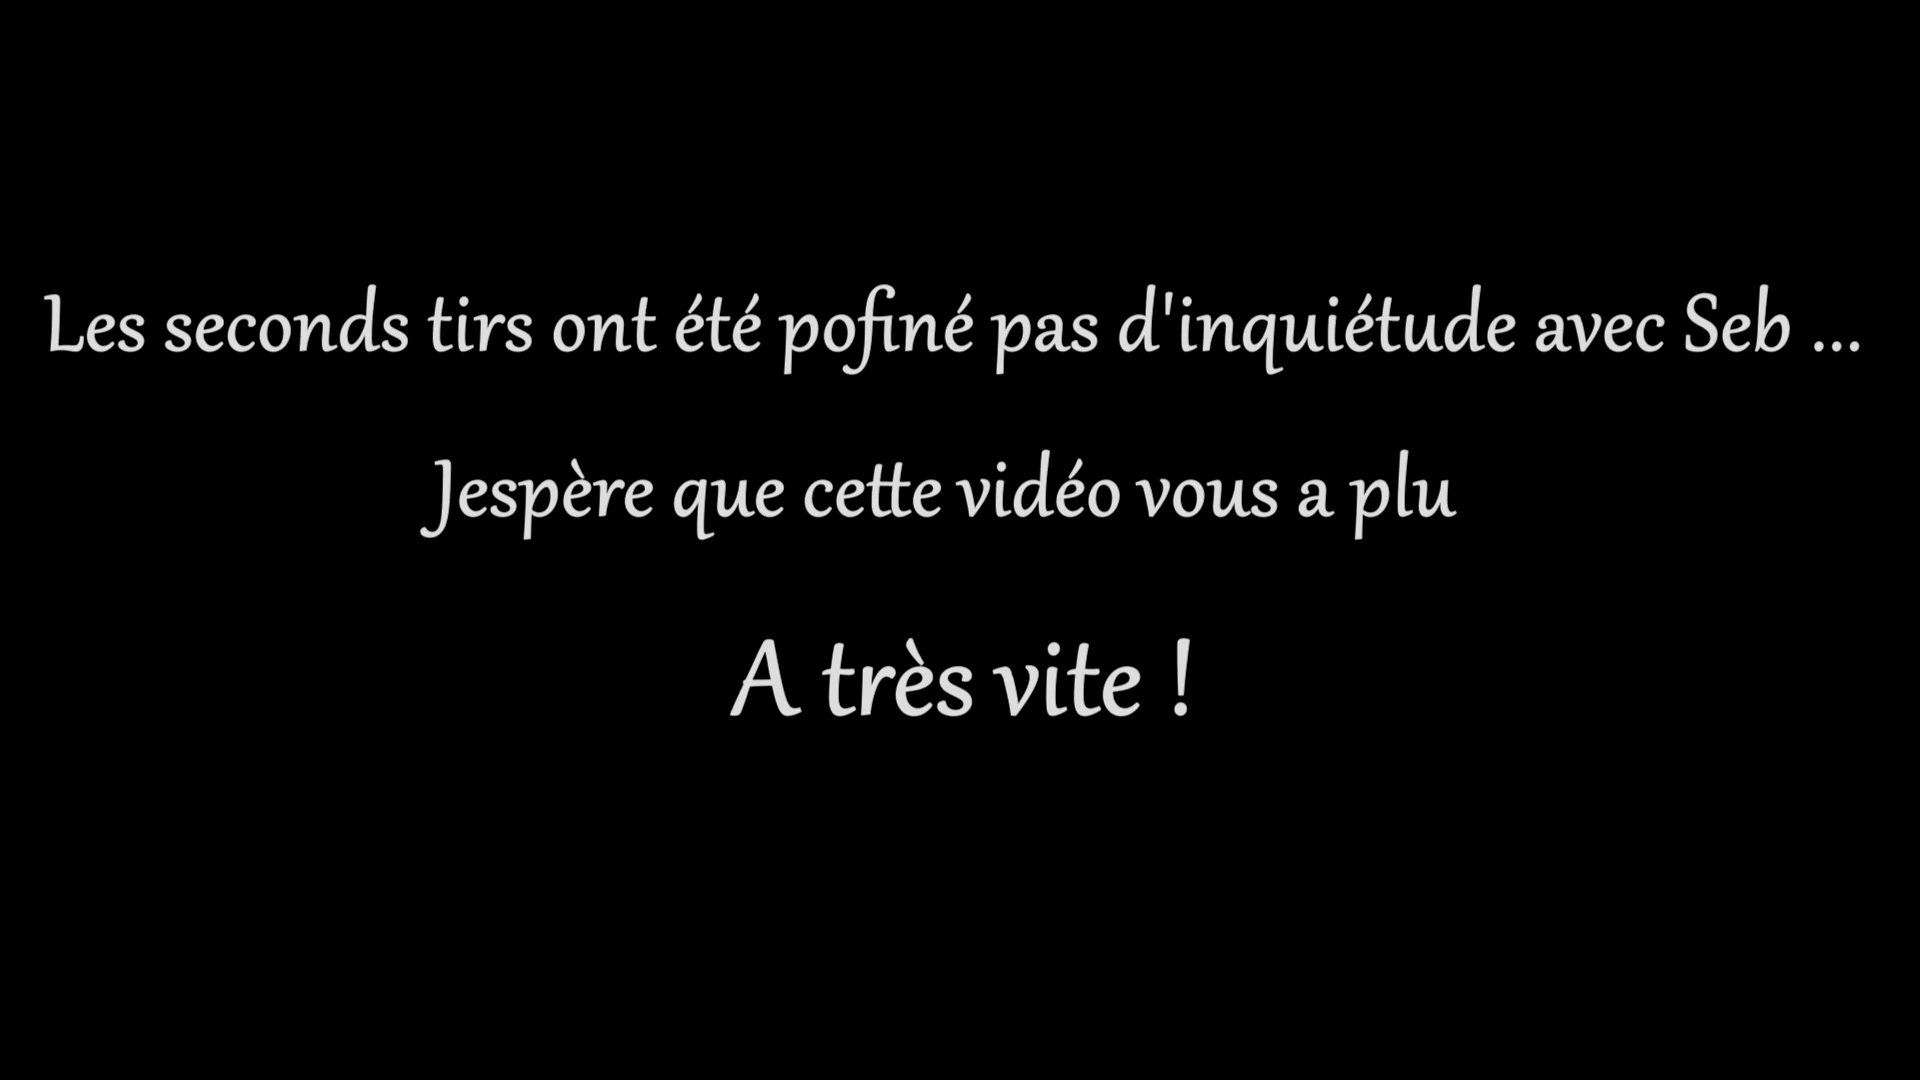 Les seconds tirs ont été pofiné pas d'inquiétude avec Seb ...
Jespère que cette vidéo vous a plu
A très vite !